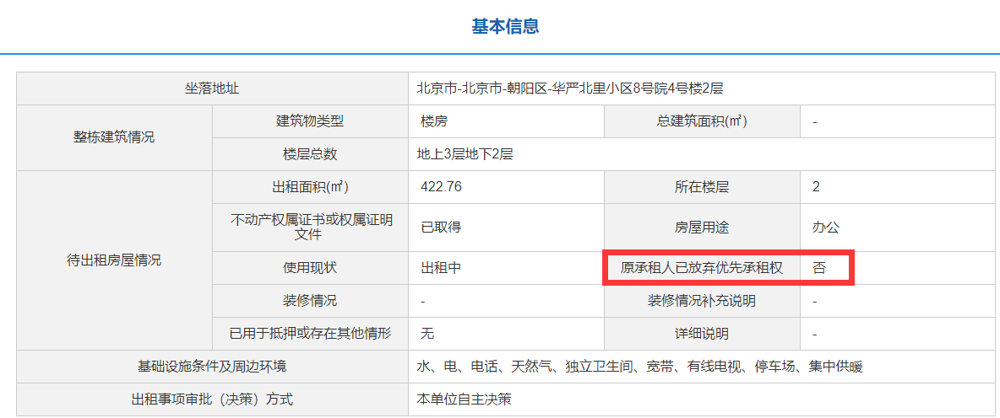 基本信息
坐落地址 北京市-北京市-朝阳区-华严北里小区8号院4号楼2层
整栋建筑情况 建筑物类型 楼房 总建筑面积(㎡) -
楼层总数 地上3层地下2层
待出租房屋情况 出租面积(㎡) 422.76 所在楼层 2
不动产权属证书或权属证明
文件 已取得 房屋用途 办公
使用现状 出租中 原承租人已放弃优先承租权 否
装修情况 - 装修情况补充说明 -
已用于抵押或存在其他情形 无 详细说明 -
基础设施条件及周边环境 水、电、电话、天然气、独立卫生间、宽带、有线电视、停车场、集中供暖
出租事项审批（决策）方式 本单位自主决策